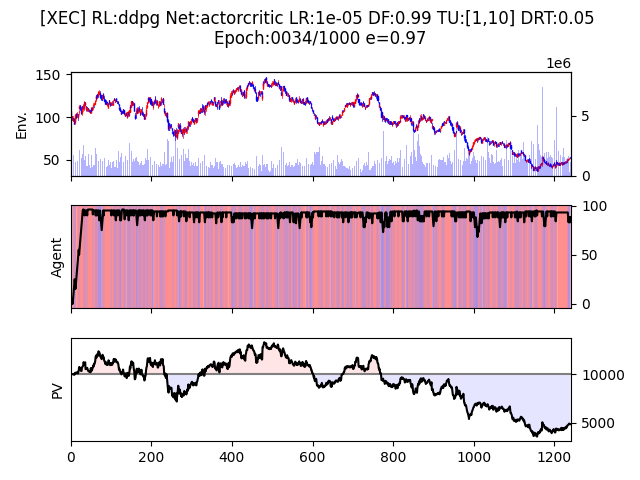 [XEC] RL:ddpg Net:actorcritic LR:1e-05 DF:0.99 TU:[1,10] DRT:0.05
Epoch:0034/1000 e=0.97
1e6
150
100
50
Env.
5
0
Agent
100
50
0
PV
10000
5000
0 200 400 600 800 1000 1200